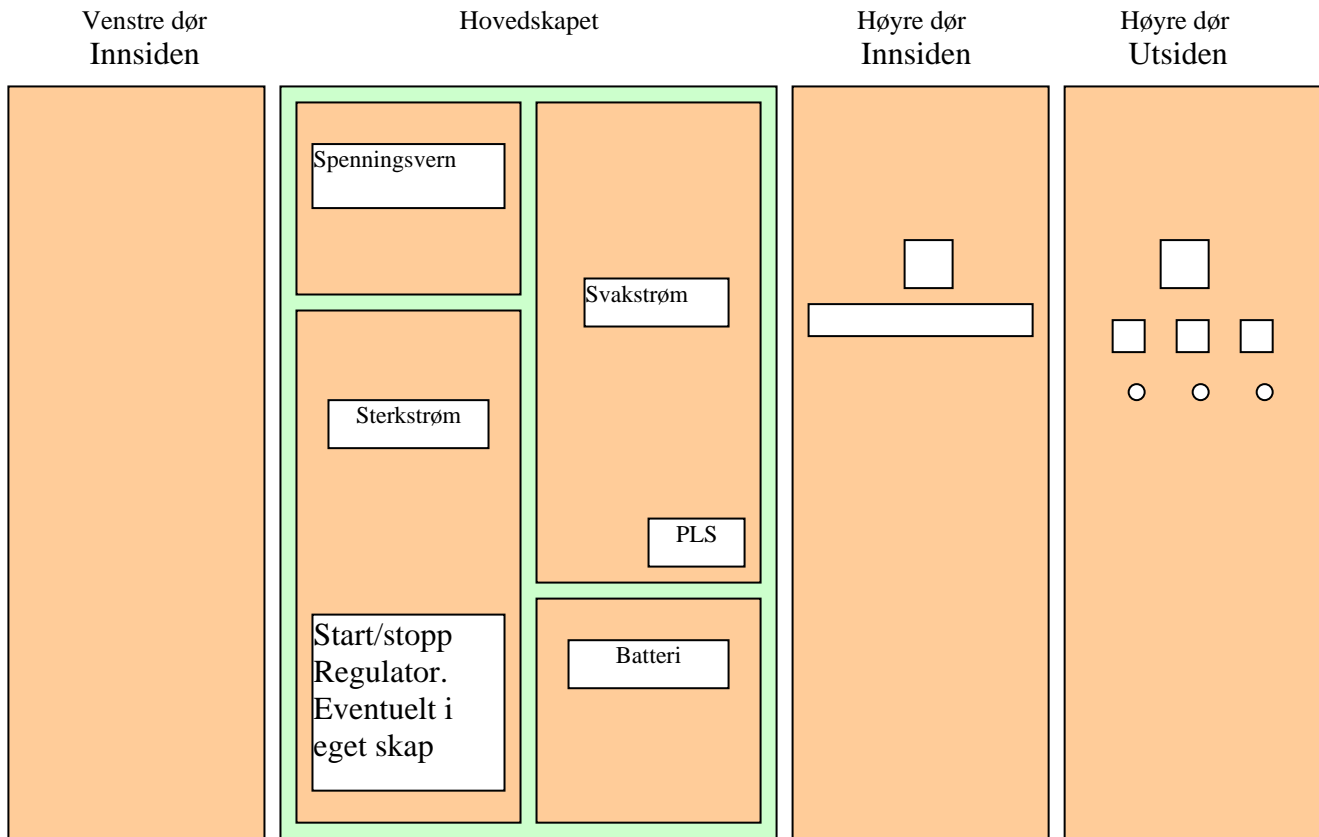 Venstre dør
Innsiden
Hovedskapet
Høyre dør
Innsiden
Høyre dør
Utsiden
Spenningsvern
Svakstrøm
Sterkstrøm
PLS
Start/stopp
Regulator.
Eventuelt i
eget skap
Batteri